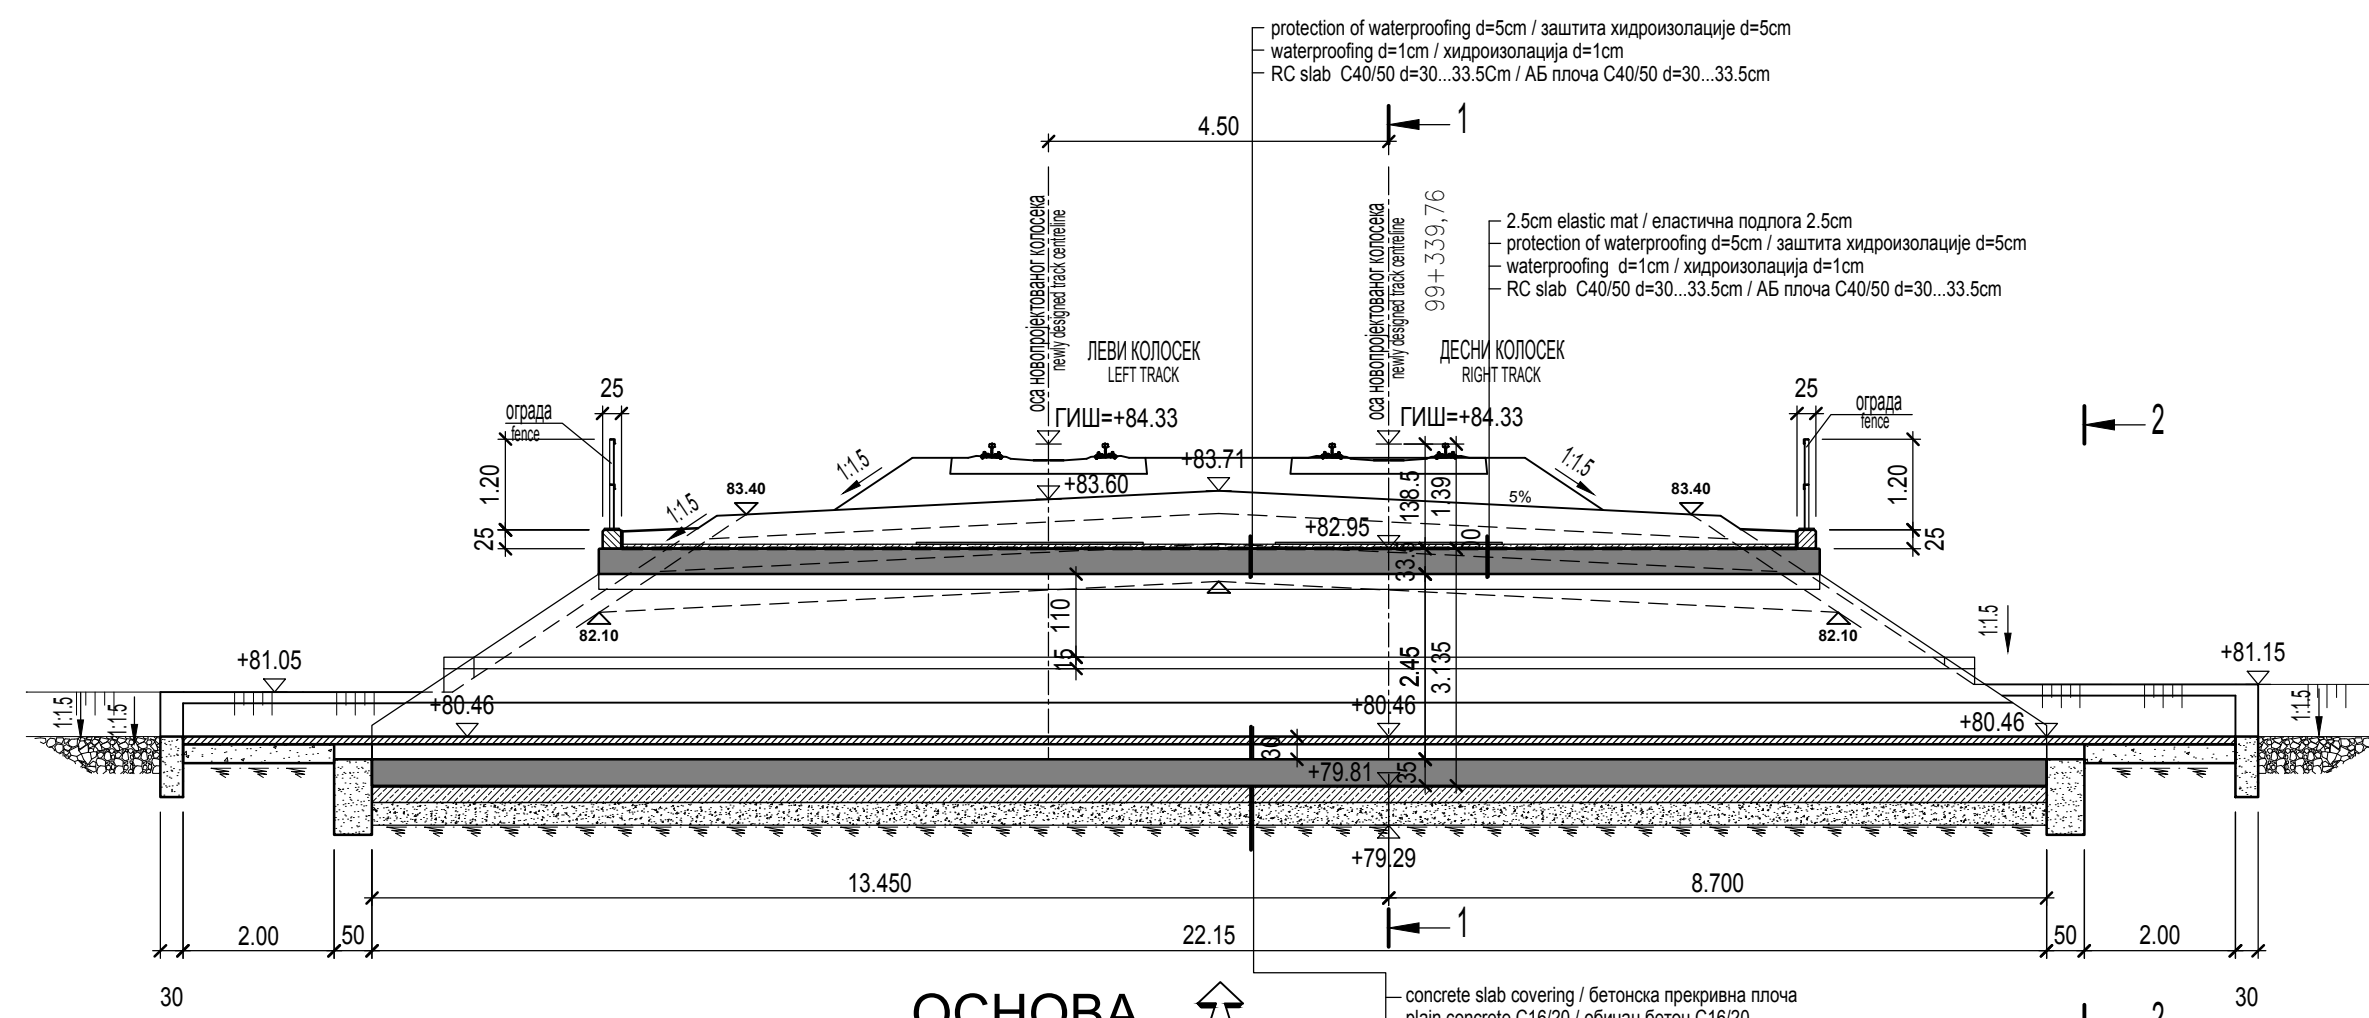 protection of waterproofing d=5cm / заштита хидроизолације d=5cm
waterproofing d=1cm / хидроизолација d=1cm
RC slab C40/50 d=30...33.5Cm / АБ плоча C40/50 d=30...33.5cm
4.50
1
оса новопројектованог колосека
newly designed track centreline
оса новопројектованог колосека
newly designed track centreline
99+339,76
2.5cm elastic mat / еластична подлога 2.5cm
protection of waterproofing d=5cm / заштита хидроизолације d=5cm
waterproofing d=1cm / хидроизолација d=1cm
RC slab C40/50 d=30...33.5cm / АБ плоча C40/50 d=30...33.5cm
ЛЕВИ КОЛОСЕК
LEFT TRACK
ДЕСНИ КОЛОСЕК
RIGHT TRACK
25
25
ограда
fence
ограда
fence
ГИШ=+84.33
ГИШ=+84.33
2
1:1.5
+83.71
1:1.5
1.20
+83.60
83.40
83.40
138.5
1.39
5%
1.20
1:1.5
25
+82.95
25
110
82.10
82.10
1:1.5
15
2.45
3.135
+81.05
+81.15
1:1.5
1:1.5
+80.46
+80.46
+80.46
1:1.5
30
+79.81
35
+79.29
13.450
8.700
2.00
50
22.15
1
50
2.00
30
30
ОСНОВА
concrete slab covering / бетонска прекривна плоча
plain concrete C16/20 / обичан бетон C16/20
2